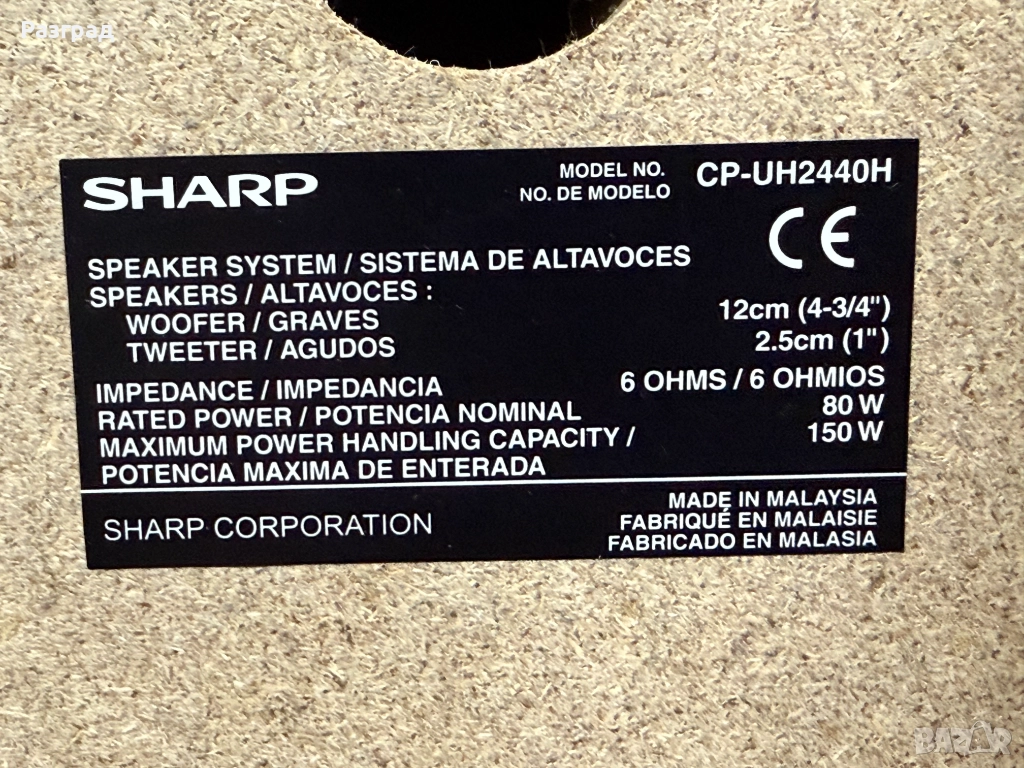 Разград
SHARP
MODEL NO.
NO. DE MODELO
CP-UH2440H
CE
SPEAKER SYSTEM / SISTEMA DE ALTAVOCES
SPEAKERS / ALTAVOCES :
WOOFER / GRAVES 12cm (4-3/4")
TWEETER / AGUDOS 2.5cm (1")
IMPEDANCE / IMPEDANCIA 6 OHMS / 6 OHMIOS
RATED POWER / POTENCIA NOMINAL 80 W
MAXIMUM POWER HANDLING CAPACITY / 150 W
POTENCIA MAXIMA DE ENTERADA
SHARP CORPORATION
MADE IN MALAYSIA
FABRIQUÉ EN MALAISIE
FABRICADO EN MALASIA
BAZAR